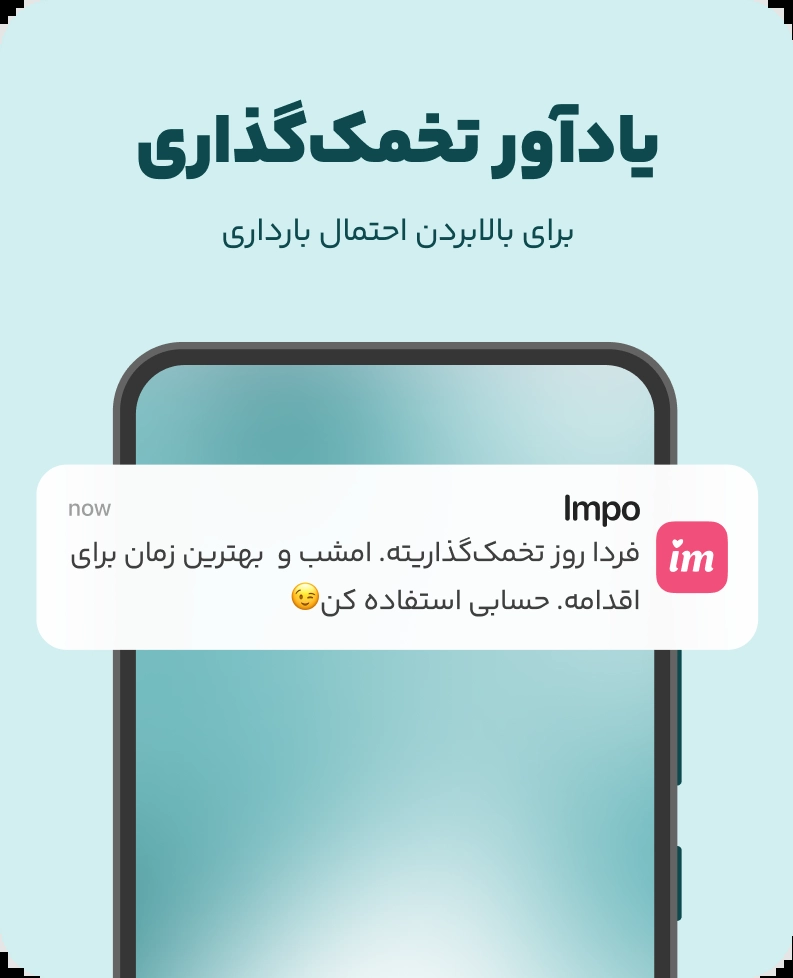 یادآور تخمک‌گذاری
برای بالابردن احتمال بارداری
Impo
now
فردا روز تخمک‌گذاریته. امشب و  بهترین زمان برای
اقدامه. حسابی استفاده کن😉
im